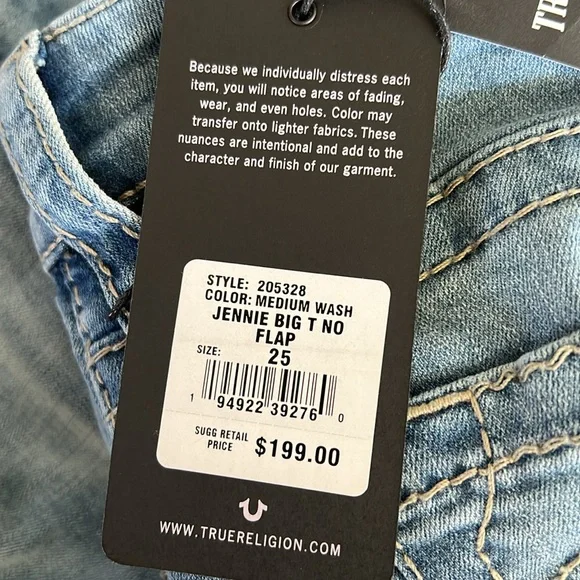 TR
Because we individually distress each
item, you will notice areas of fading,
wear, and even holes. Color may
transfer onto lighter fabrics. These
nuances are intentional and add to the
character and finish of our garment.
STYLE: 205328
COLOR: MEDIUM WASH
JENNIE BIG T NO
FLAP
SIZE: 25
1 94922 39276 0
SUGG RETAIL
PRICE $199.00
WWW.TRUERELIGION.COM